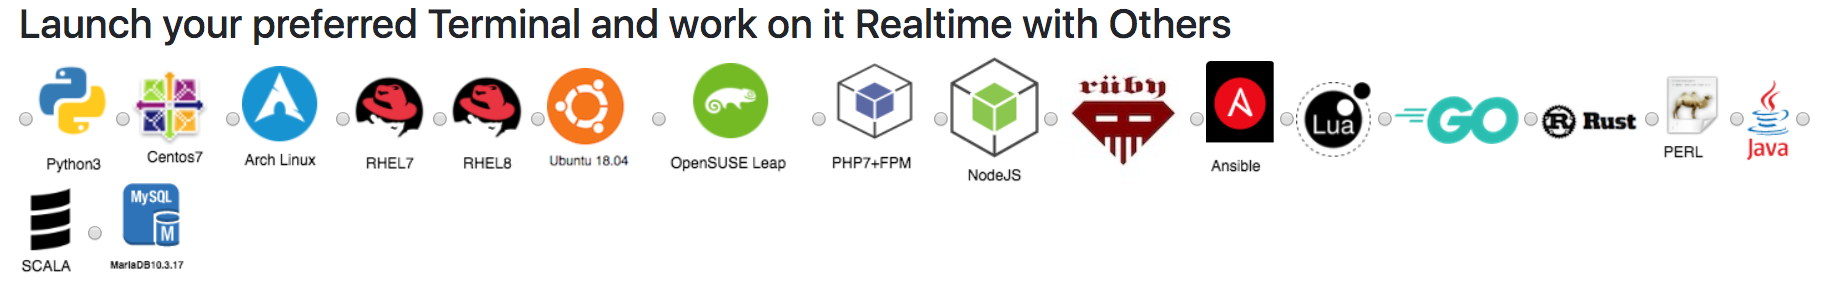 Launch your preferred Terminal and work on it Realtime with Others
Python3
Centos7
Arch Linux
RHEL7
RHEL8
Ubuntu 18.04
OpenSUSE Leap
PHP7+FPM
NodeJS
rüby
Ansible
Lua
GO
R Rust
PERL
Java
SCALA
MySQL
M
MariaDB10.3.17